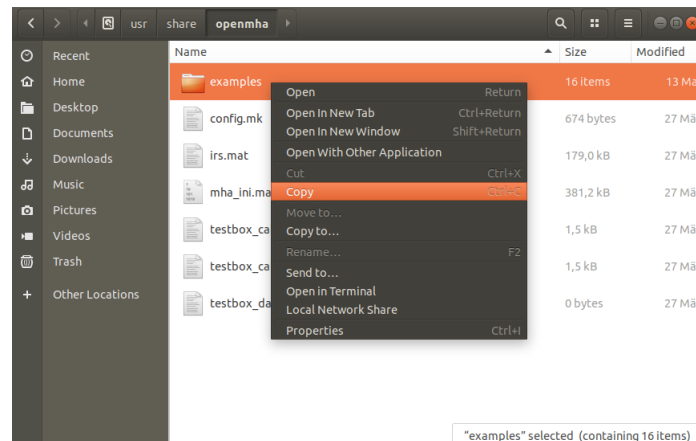 usr share openmha
Name Size Modified
Recent
Home
Desktop
Documents
Downloads
Music
Pictures
Videos
Trash
+ Other Locations
examples 16 items 13 Ma
config.mk 674 bytes 27 Mä
irs.mat 179,0 kB 27 Mä
mha_ini.ma 381,2 kB 27 Mä
testbox_ca 1,5 kB 27 Mä
testbox_ca 1,5 kB 27 Mä
testbox_da 0 bytes 27 Mä
Open Return
Open In New Tab Ctrl+Return
Open In New Window Shift+Return
Open With Other Application
Cut Ctrl+X
Copy Ctrl+C
Move to…
Copy to…
Rename… F2
Send to…
Open in Terminal
Local Network Share
Properties Ctrl+I
"examples" selected (containing 16 items)